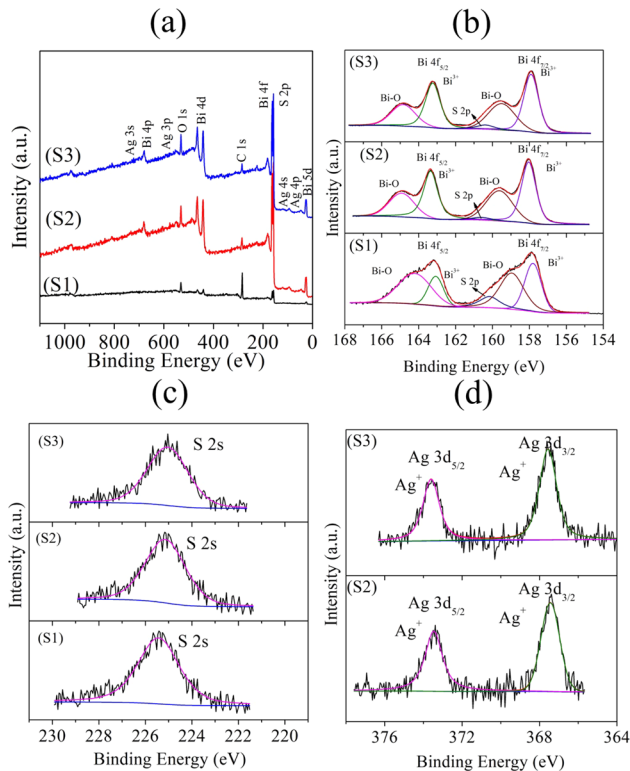 (a)
(S3)
(S2)
(S1)
Ag 3s
Bi 4p
Ag 3p
O 1s
Bi 4d
C 1s
Bi 4f
S 2p
Ag 4s
Ag 4p
Bi 5d
Intensity (a.u.)
1000 800 600 400 200 0
Binding Energy (eV)
(b)
(S3)
Bi 4f5/2
Bi3+
Bi 4f7/2
Bi3+
Bi-O
Bi-O
S 2p
(S2)
Bi 4f5/2
Bi3+
Bi 4f7/2
Bi3+
Bi-O
S 2p
Bi-O
(S1)
Bi 4f5/2
Bi 4f7/2
Bi-O
Bi3+
Bi-O
Bi3+
S 2p
Intensity (a.u.)
168 166 164 162 160 158 156 154
Binding Energy (eV)
(c)
(S3)
S 2s
(S2)
S 2s
(S1)
S 2s
Intensity (a.u.)
230 228 226 224 222 220
Binding Energy (eV)
(d)
(S3)
Ag 3d5/2
Ag+
Ag 3d3/2
Ag+
(S2)
Ag 3d5/2
Ag+
Ag 3d3/2
Ag+
Intensity (a.u.)
376 372 368 364
Binding Energy (eV)